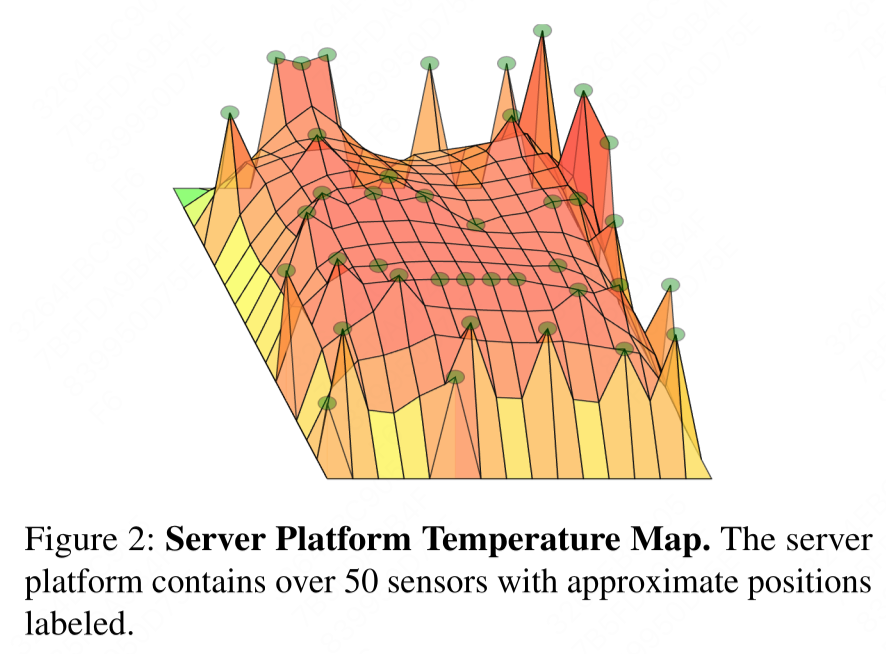 Figure 2: Server Platform Temperature Map. The server
platform contains over 50 sensors with approximate positions
labeled.